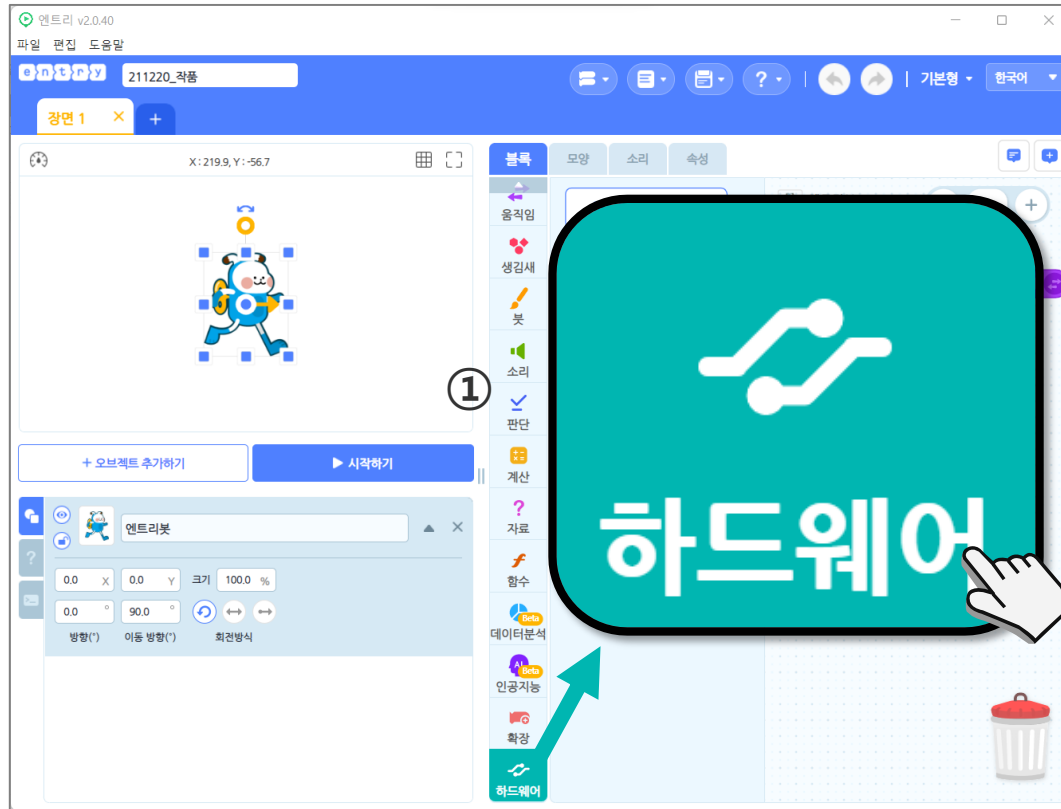 엔트리 v2.0.40
파일 편집 도움말
entry 211220_작품 ? 기본형 한국어
장면 1 × +
X : 219.9, Y : -56.7
블록 모양 소리 속성
움직임
생김새
붓
소리
①
판단
계산
자료
함수
Beta
데이터분석
AI Beta
인공지능
확장
하드웨어
하드웨어
+ 오브젝트 추가하기 ▶ 시작하기
엔트리봇
0.0 X 0.0 Y 크기 100.0 %
0.0 ° 90.0 °
방향(°) 이동 방향(°) 회전방식